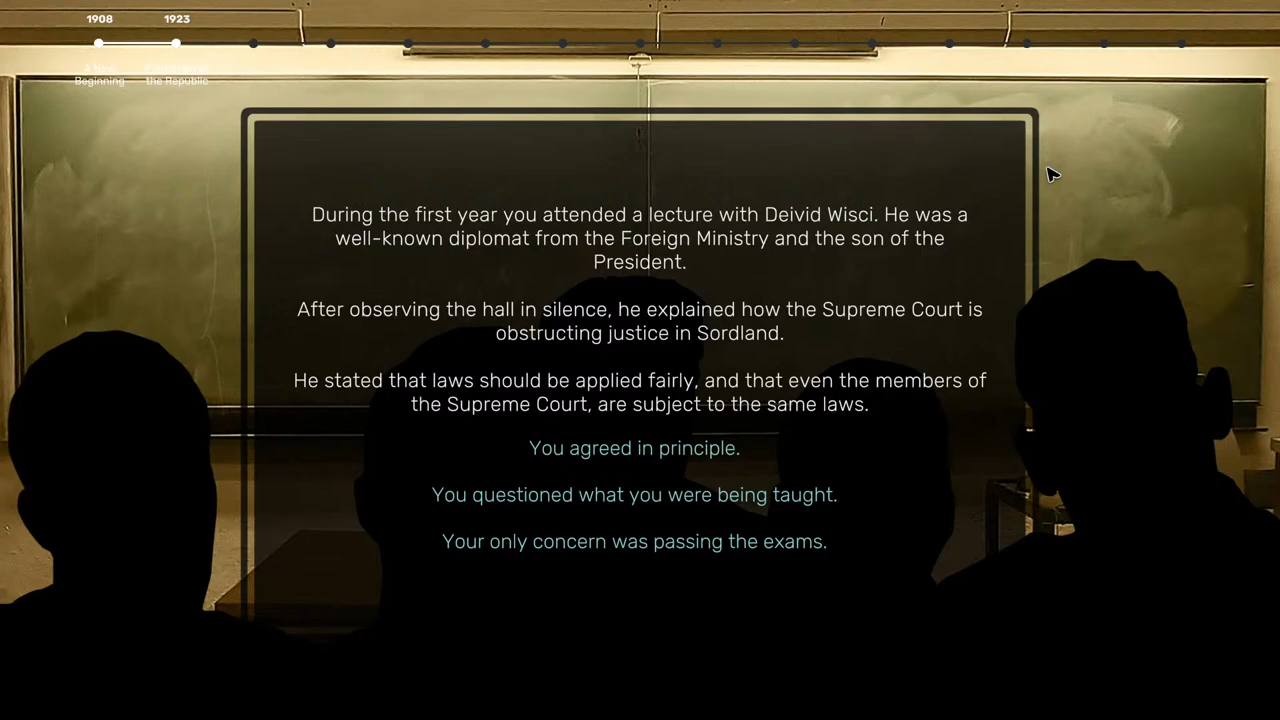 1908
1923
Beginning
the Republic
During the first year you attended a lecture with Deivid Wisci. He was a
well-known diplomat from the Foreign Ministry and the son of the
President.
After observing the hall in silence, he explained how the Supreme Court is
obstructing justice in Sordland.
He stated that laws should be applied fairly, and that even the members of
the Supreme Court, are subject to the same laws.
You agreed in principle.
You questioned what you were being taught.
Your only concern was passing the exams.